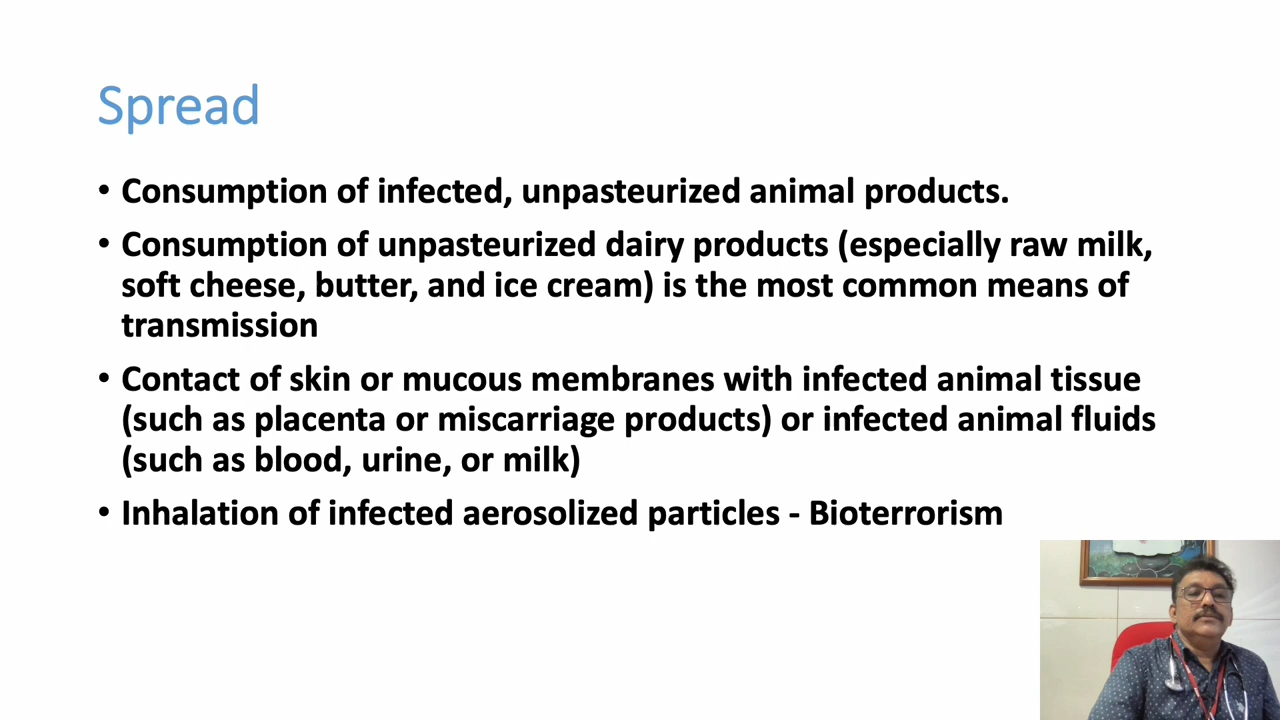 Spread
• Consumption of infected, unpasteurized animal products.
• Consumption of unpasteurized dairy products (especially raw milk,
soft cheese, butter, and ice cream) is the most common means of
transmission
• Contact of skin or mucous membranes with infected animal tissue
(such as placenta or miscarriage products) or infected animal fluids
(such as blood, urine, or milk)
• Inhalation of infected aerosolized particles - Bioterrorism